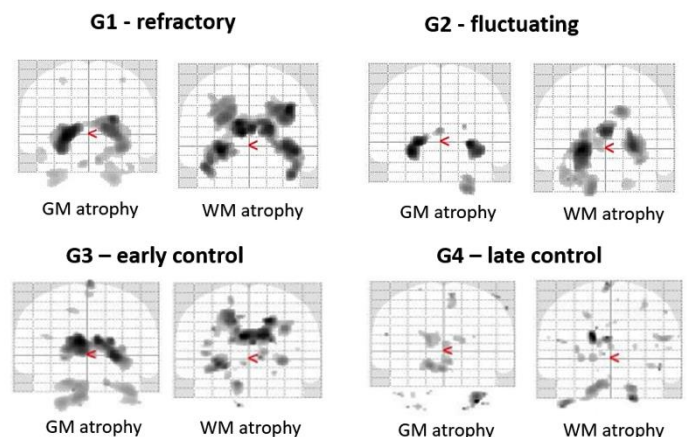 G1 - refractory
G2 - fluctuating
GM atrophy
WM atrophy
GM atrophy
WM atrophy
G3 – early control
G4 – late control
GM atrophy
WM atrophy
GM atrophy
WM atrophy